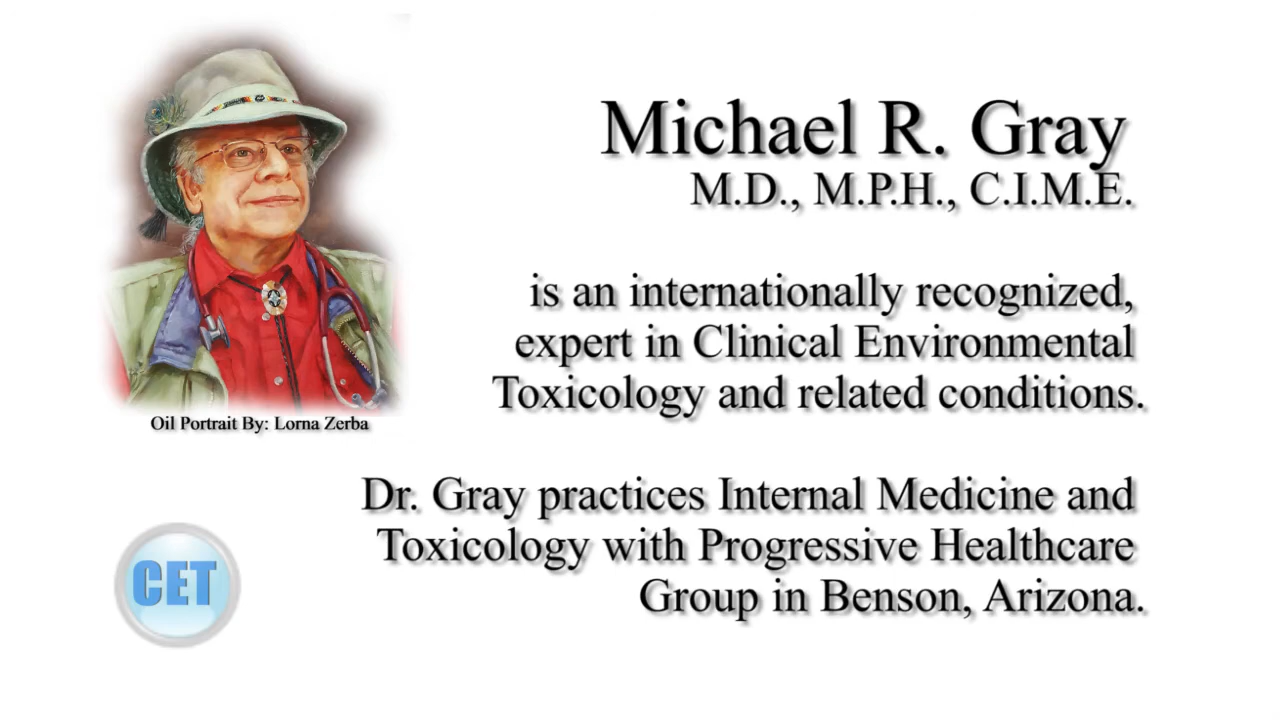 Michael R. Gray
M.D., M.P.H., C.I.M.E.
is an internationally recognized,
expert in Clinical Environmental
Toxicology and related conditions.
Oil Portrait By: Lorna Zerba
Dr. Gray practices Internal Medicine and
Toxicology with Progressive Healthcare
Group in Benson, Arizona.
CET